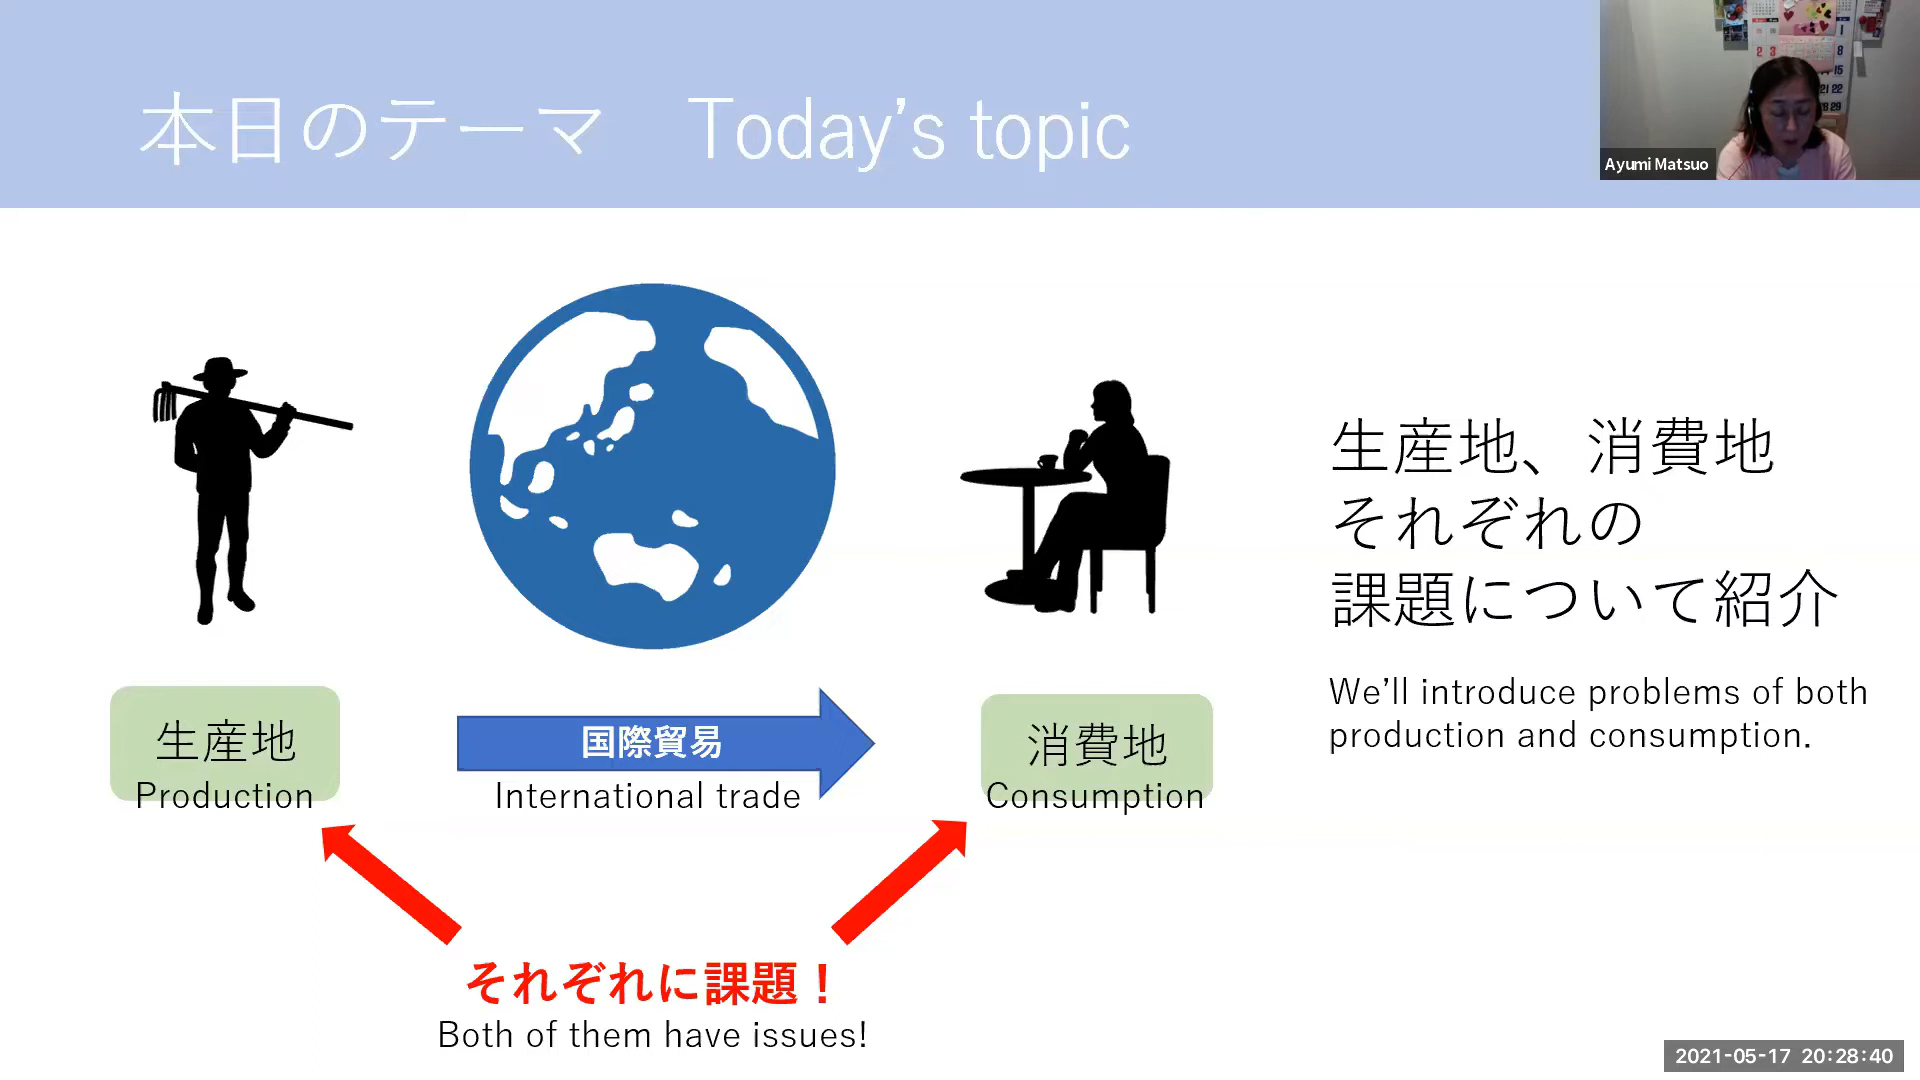 本日のテーマ　Today's topic
Ayumi Matsuo
生産地、消費地
それぞれの
課題について紹介
We'll introduce problems of both
production and consumption.
生産地
Production
国際貿易
International trade
消費地
Consumption
それぞれに課題！
Both of them have issues!
2021-05-17 20:28:40